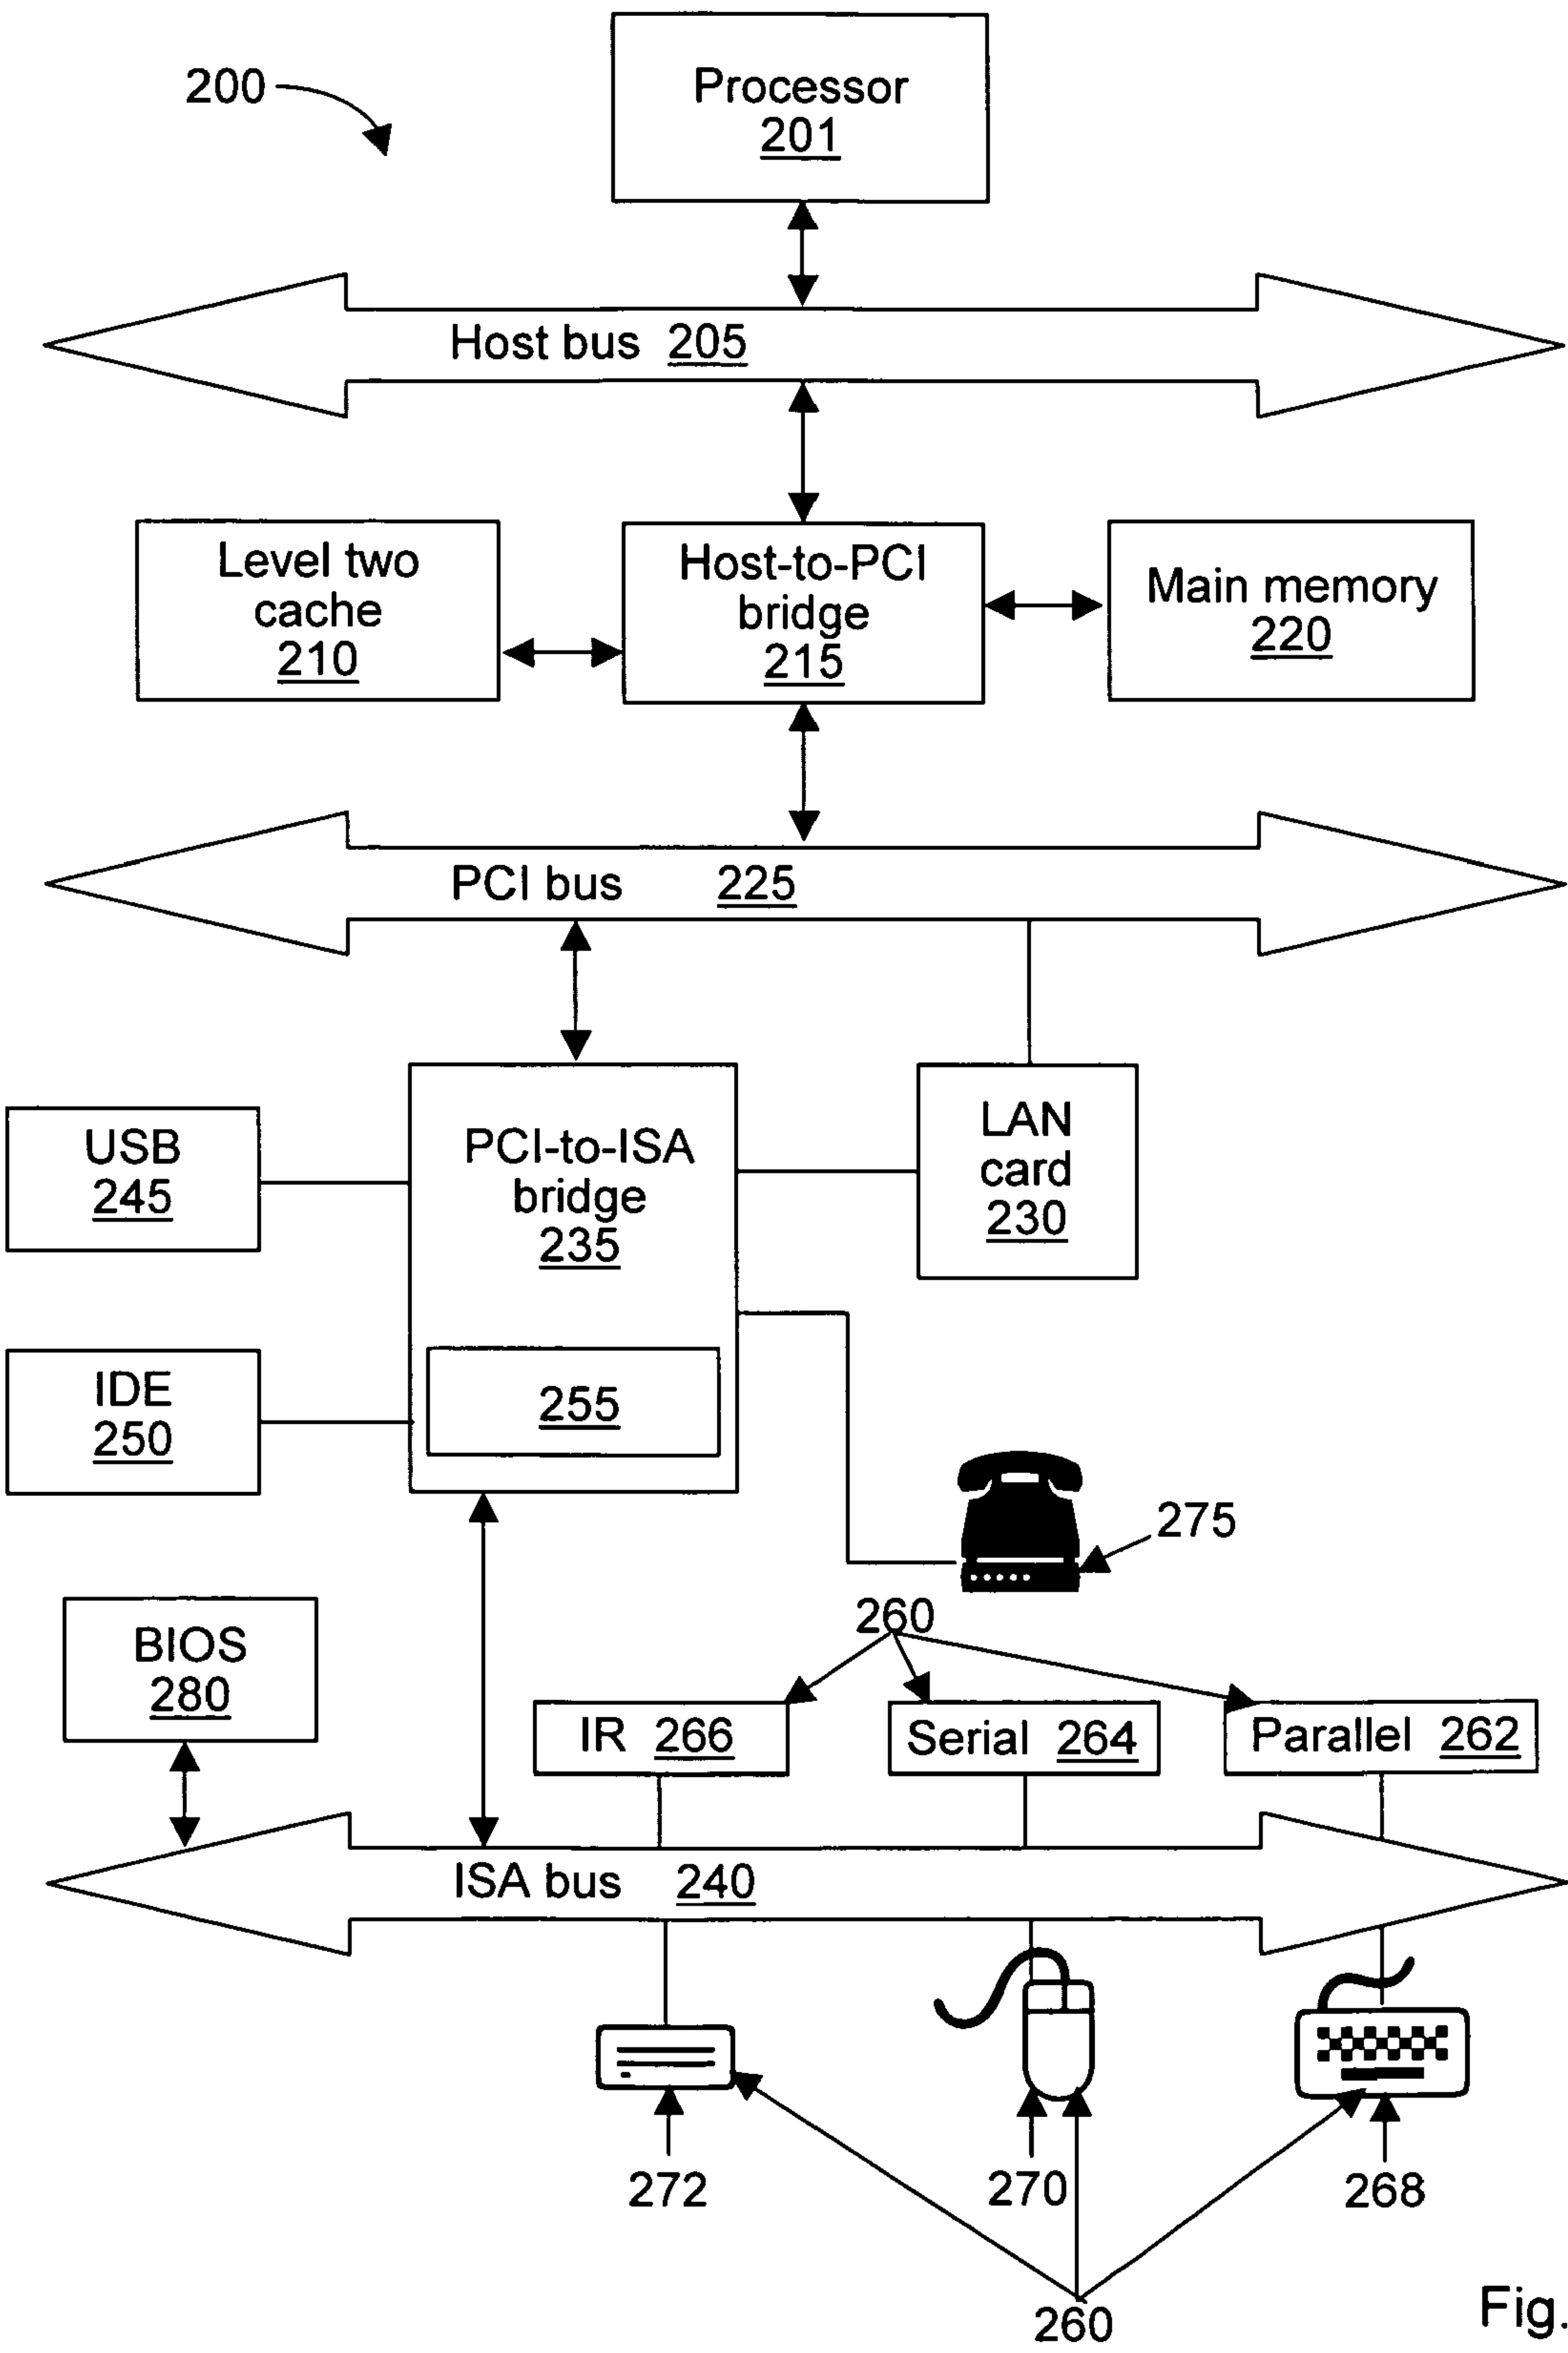 200
Processor
201
Host bus 205
Level two
cache
210
Host-to-PCI
bridge
215
Main memory
220
PCI bus 225
USB
245
PCI-to-ISA
bridge
235
LAN
card
230
IDE
250
255
275
260
BIOS
280
IR 266
Serial 264
Parallel 262
ISA bus 240
272
270
268
260
Fig.